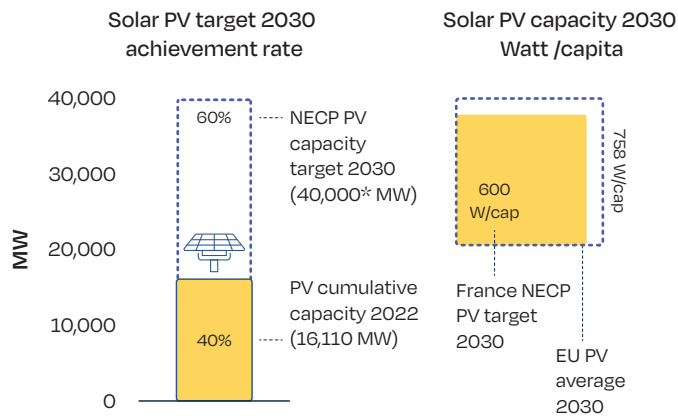 Solar PV target 2030
achievement rate
MW
40,000
30,000
20,000
10,000
0
60%
40%
NECP PV
capacity
target 2030
(40,000* MW)
PV cumulative
capacity 2022
(16,110 MW)
Solar PV capacity 2030
Watt /capita
600
W/cap
758 W/cap
France NECP
PV target
2030
EU PV
average
2030